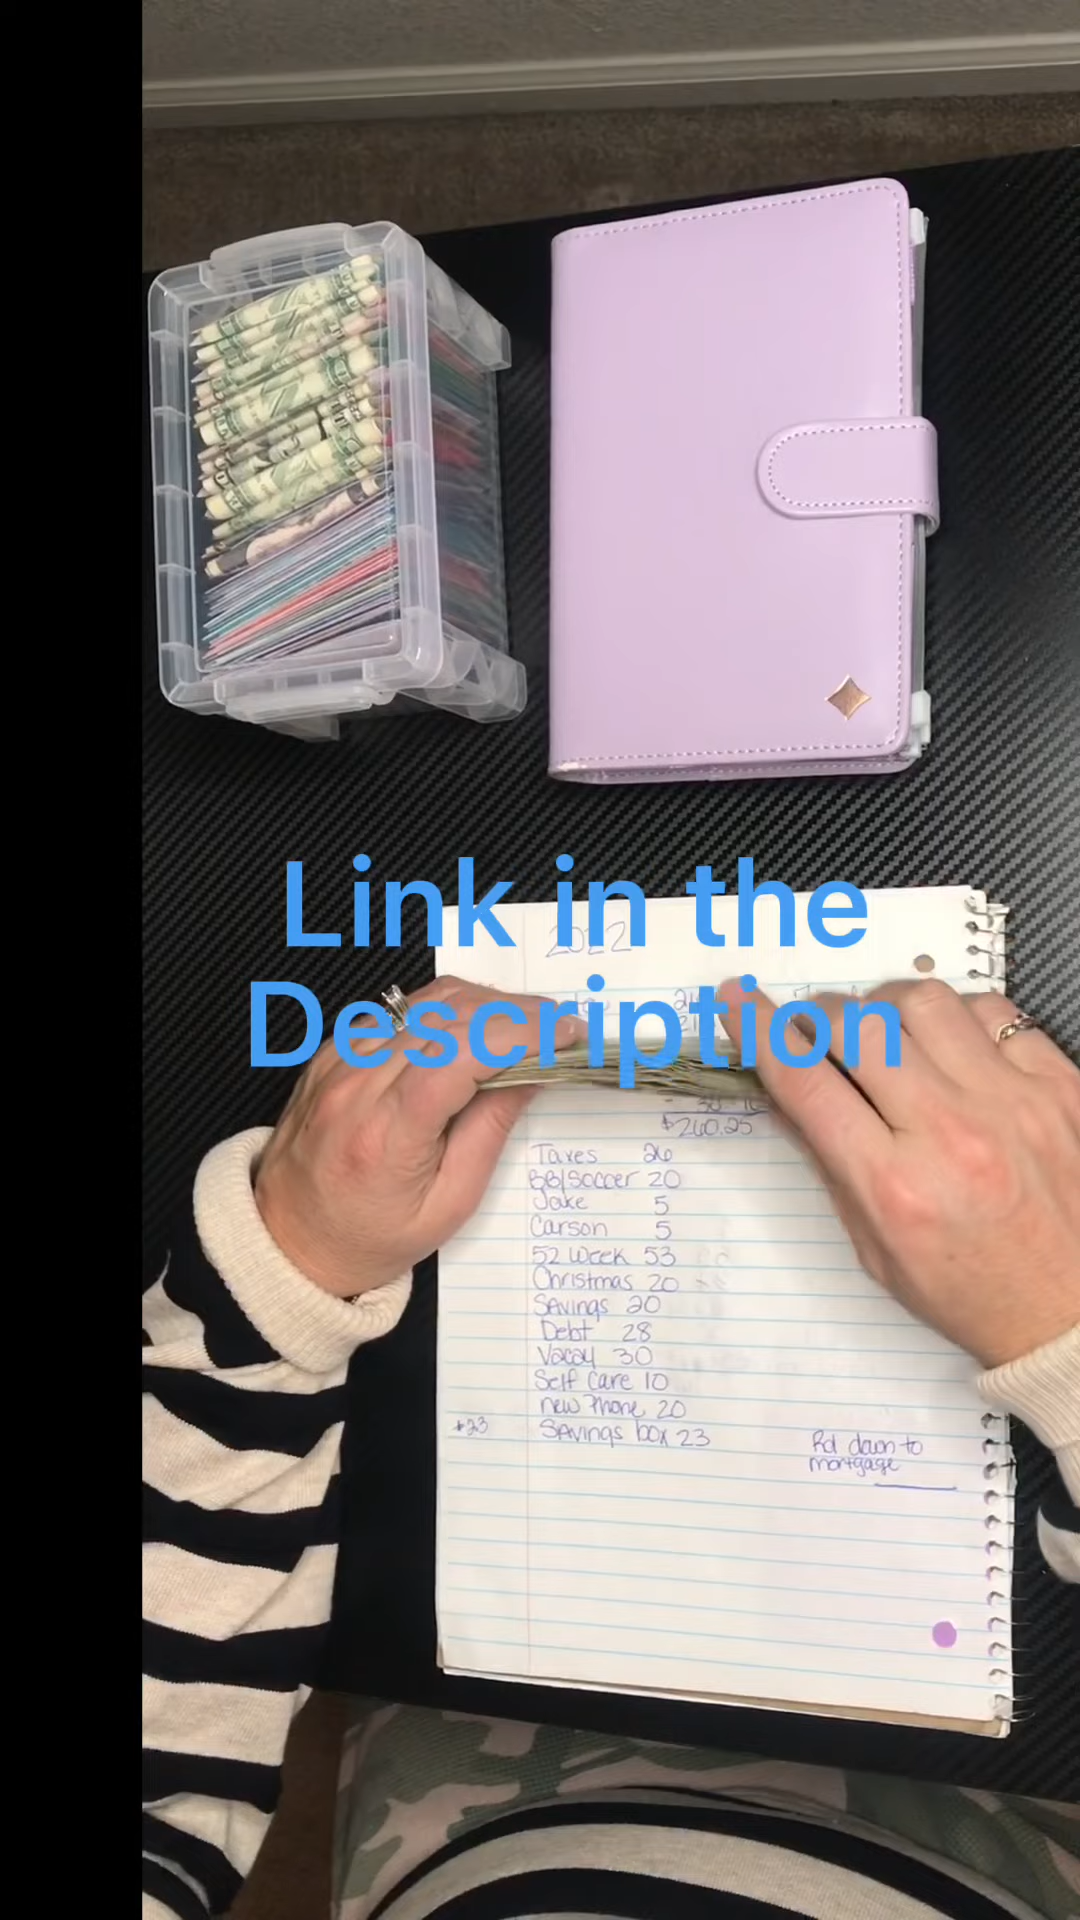 Link in the
Description
2022
$260.25
Taxes 26
BB/Soccer 20
Jake 5
Carson 5
52 Week 53
Christmas 20
Savings 20
Debt 28
Vacay 30
Self Care 10
new Phone 20
$23 Savings box 23
Pd down to
mortgage